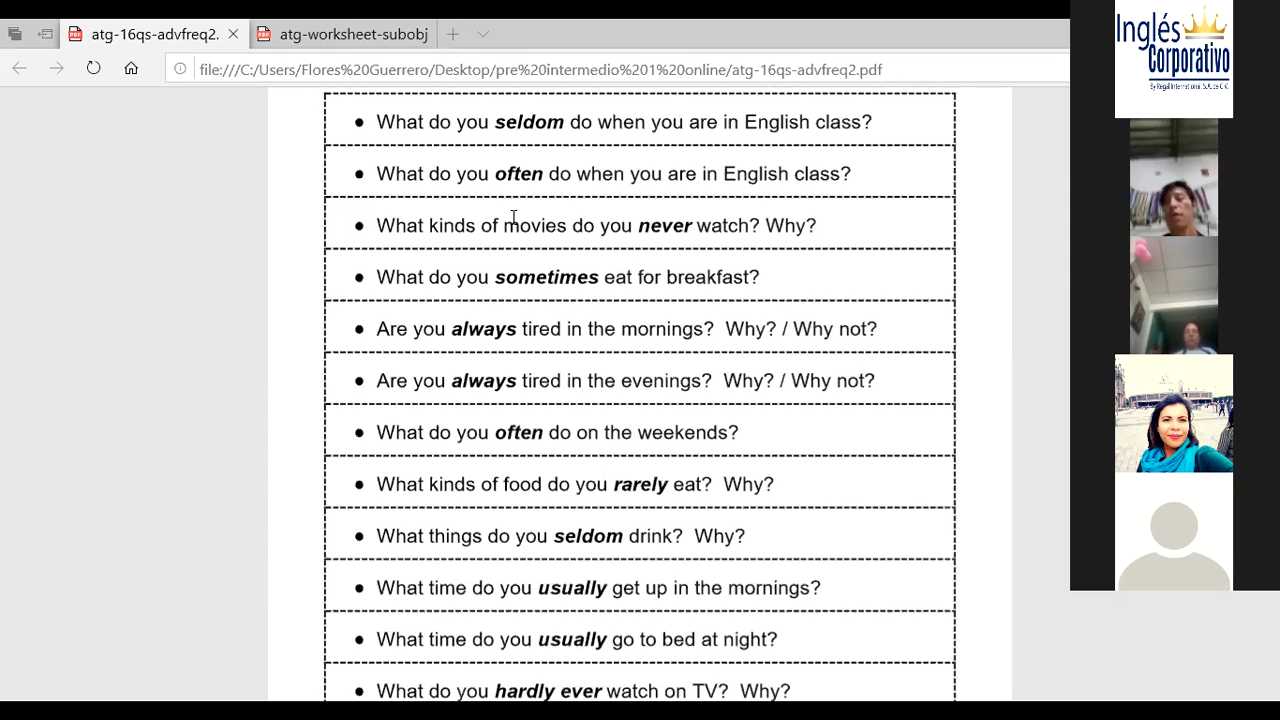 atg-16qs-advfreq2.
atg-worksheet-subobj
file:///C:/Users/Flores%20Guerrero/Desktop/pre%20intermedio%201%20online/atg-16qs-advfreq2.pdf
• What do you seldom do when you are in English class?
• What do you often do when you are in English class?
• What kinds of movies do you never watch? Why?
• What do you sometimes eat for breakfast?
• Are you always tired in the mornings? Why? / Why not?
• Are you always tired in the evenings? Why? / Why not?
• What do you often do on the weekends?
• What kinds of food do you rarely eat? Why?
• What things do you seldom drink? Why?
• What time do you usually get up in the mornings?
• What time do you usually go to bed at night?
• What do you hardly ever watch on TV? Why?
Inglés
Corporativo
By Regal International S.A. de C.V.